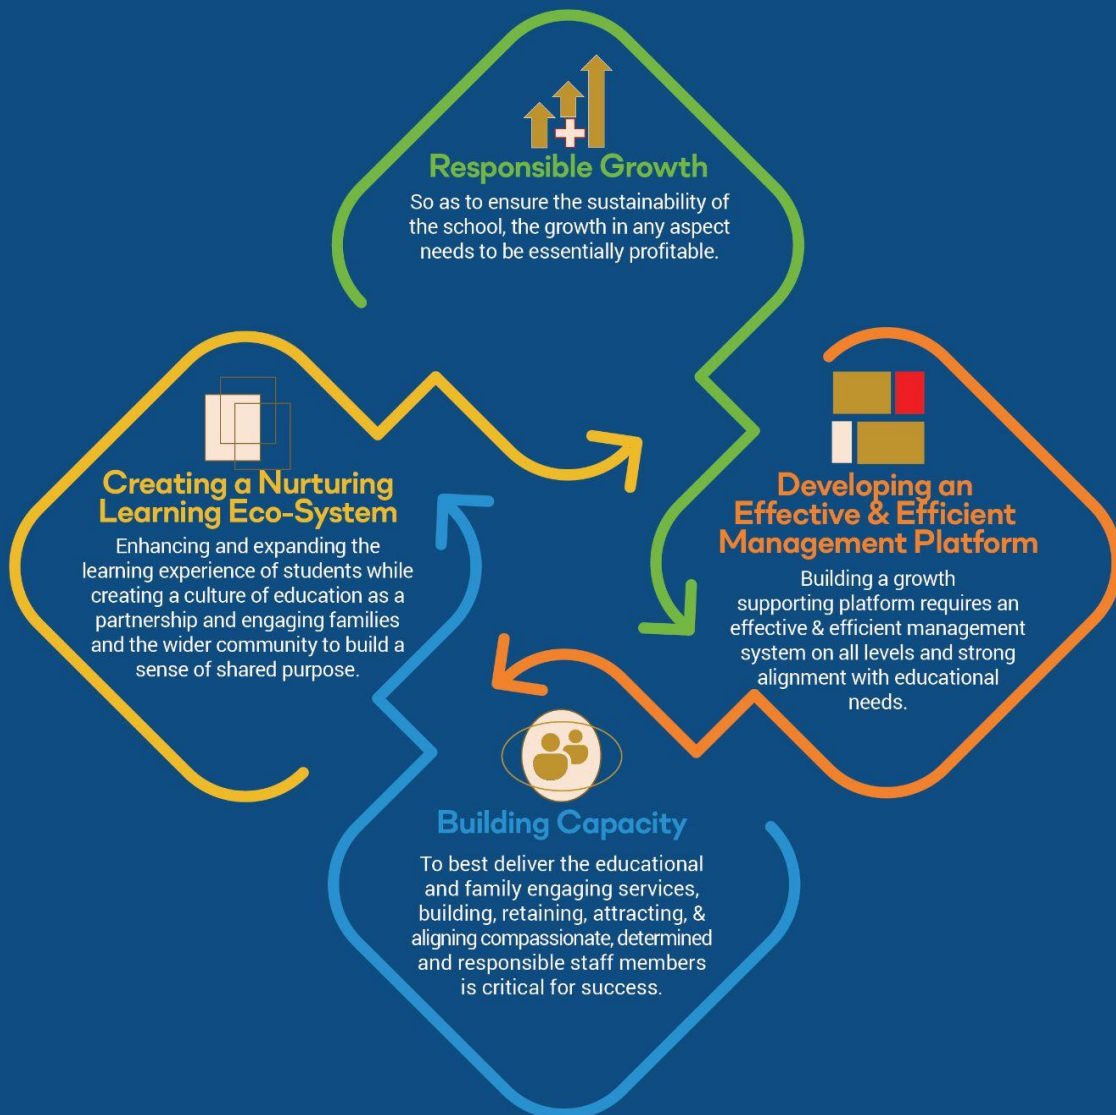 Responsible Growth
So as to ensure the sustainability of
the school, the growth in any aspect
needs to be essentially profitable.
Creating a Nurturing
Learning Eco-System
Enhancing and expanding the
learning experience of students while
creating a culture of education as a
partnership and engaging families
and the wider community to build a
sense of shared purpose.
Developing an
Effective & Efficient
Management Platform
Building a growth
supporting platform requires an
effective & efficient management
system on all levels and strong
alignment with educational
needs.
Building Capacity
To best deliver the educational
and family engaging services,
building, retaining, attracting, &
aligning compassionate, determined
and responsible staff members
is critical for success.